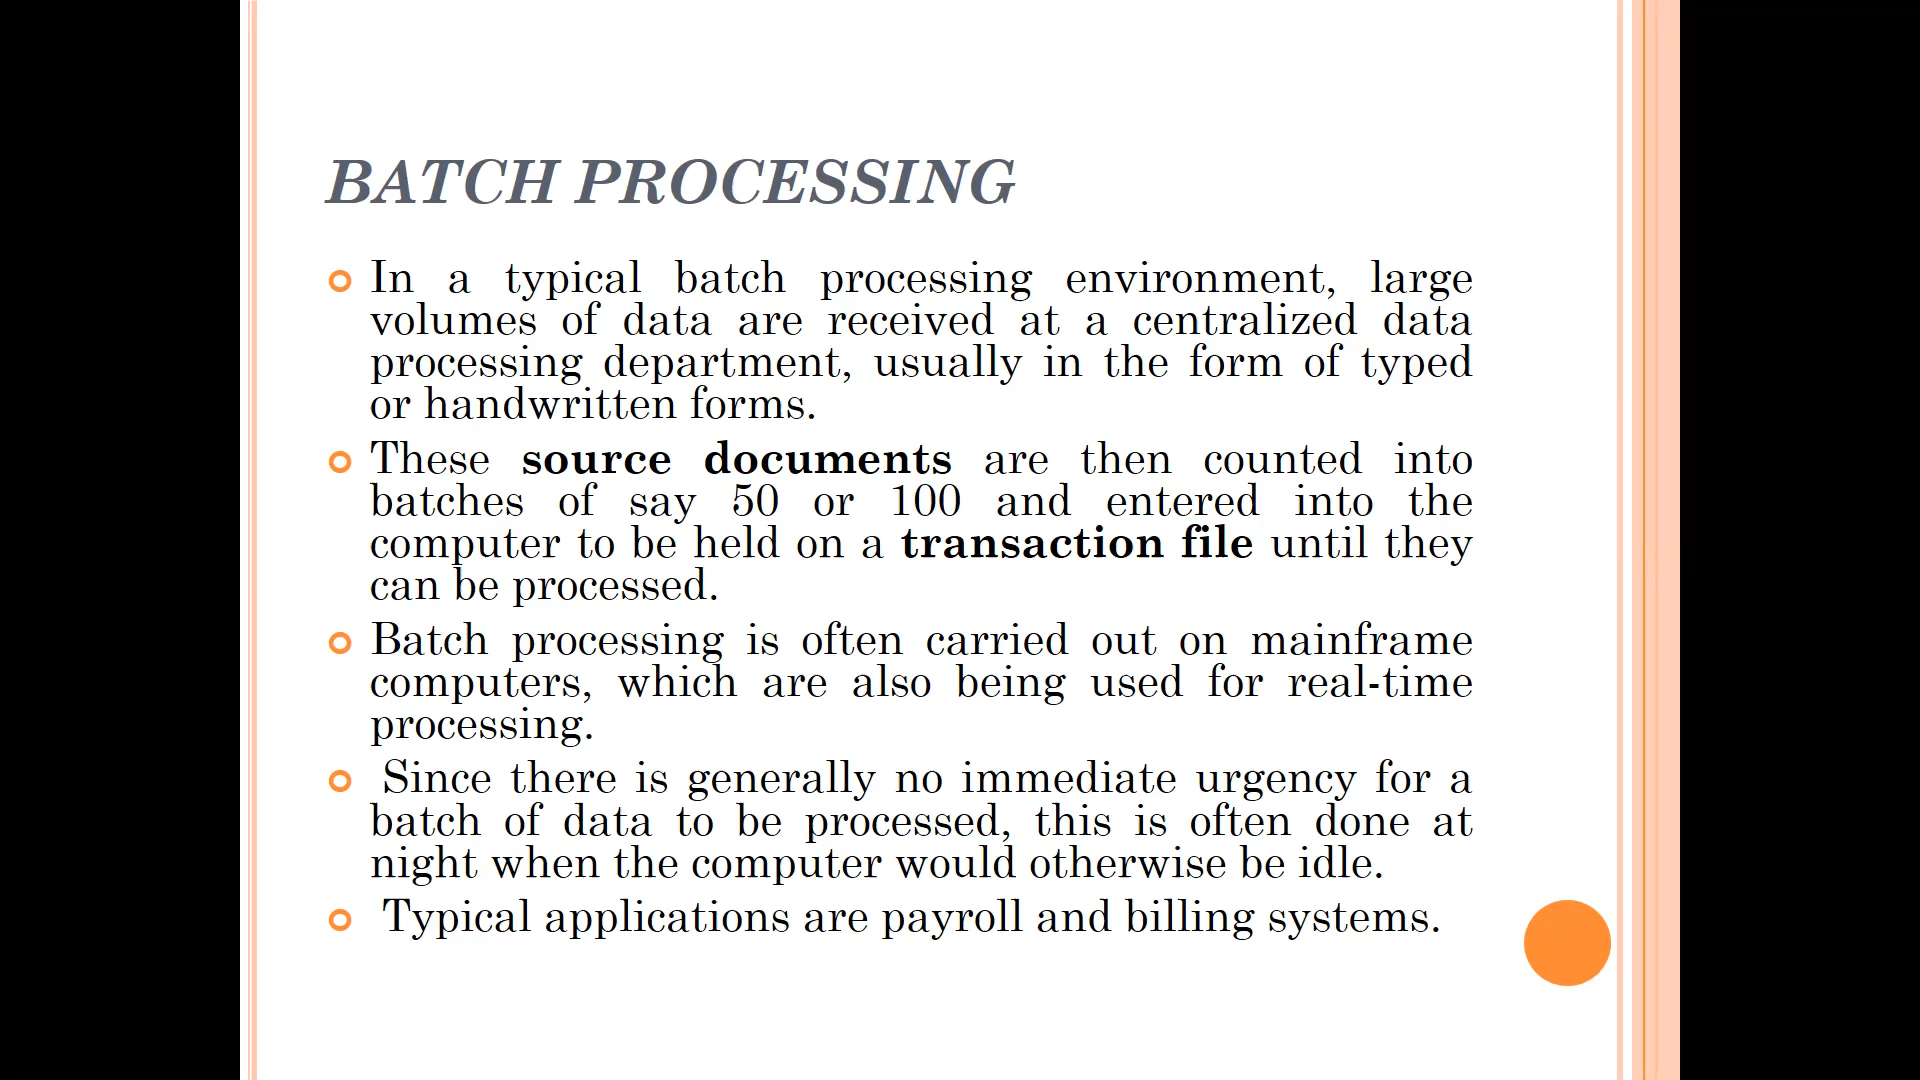 BATCH PROCESSING
In a typical batch processing environment, large
volumes of data are received at a centralized data
processing department, usually in the form of typed
or handwritten forms.
These source documents are then counted into
batches of say 50 or 100 and entered into the
computer to be held on a transaction file until they
can be processed.
Batch processing is often carried out on mainframe
computers, which are also being used for real-time
processing.
Since there is generally no immediate urgency for a
batch of data to be processed, this is often done at
night when the computer would otherwise be idle.
Typical applications are payroll and billing systems.